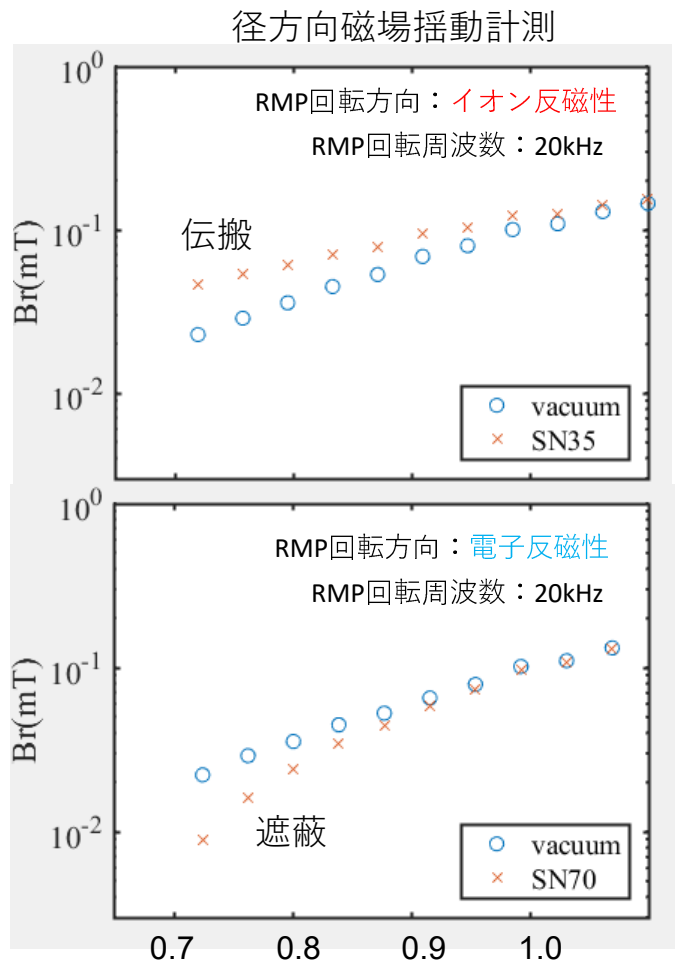 径方向磁場揺動計測
10⁰
RMP回転方向：イオン反磁性
RMP回転周波数：20kHz
伝搬
10⁻¹
Br(mT)
10⁻²
vacuum
SN35
10⁰
RMP回転方向：電子反磁性
RMP回転周波数：20kHz
10⁻¹
Br(mT)
遮蔽
10⁻²
vacuum
SN70
0.7 0.8 0.9 1.0